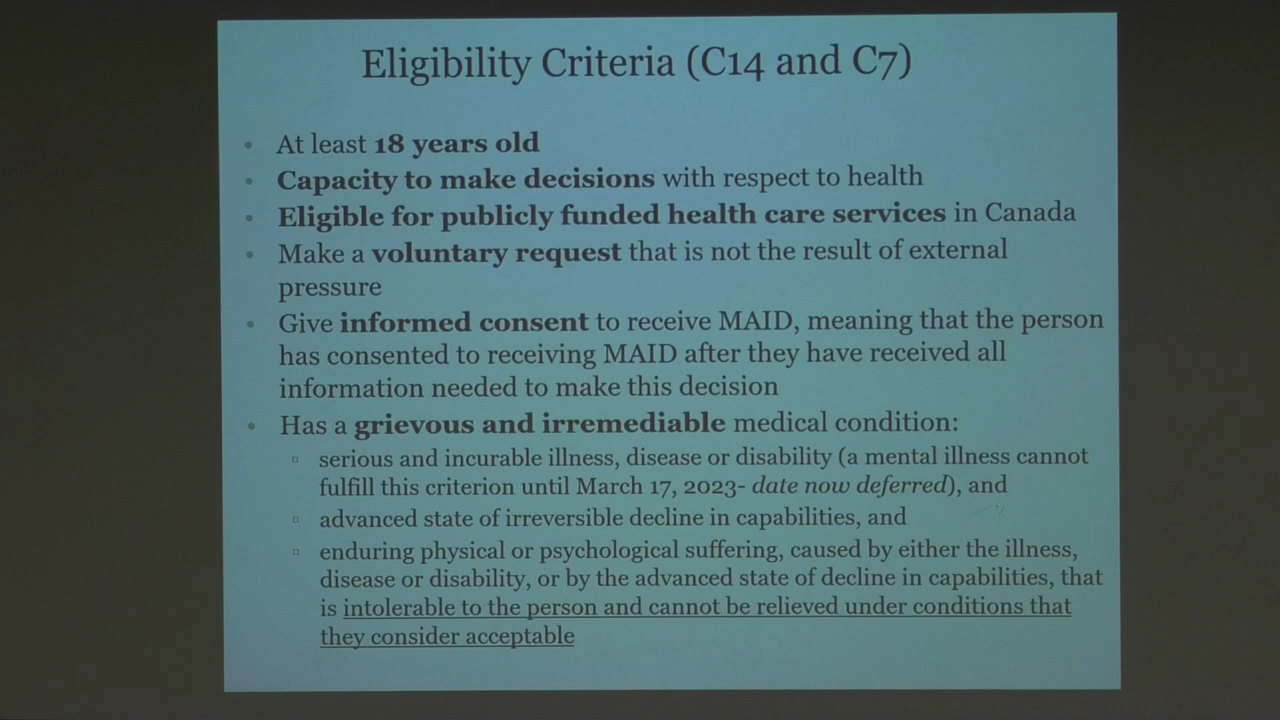 Eligibility Criteria (C14 and C7)
• At least 18 years old
• Capacity to make decisions with respect to health
• Eligible for publicly funded health care services in Canada
• Make a voluntary request that is not the result of external
pressure
• Give informed consent to receive MAID, meaning that the person
has consented to receiving MAID after they have received all
information needed to make this decision
• Has a grievous and irremediable medical condition:
▫ serious and incurable illness, disease or disability (a mental illness cannot
fulfill this criterion until March 17, 2023- date now deferred), and
▫ advanced state of irreversible decline in capabilities, and
▫ enduring physical or psychological suffering, caused by either the illness,
disease or disability, or by the advanced state of decline in capabilities, that
is intolerable to the person and cannot be relieved under conditions that
they consider acceptable